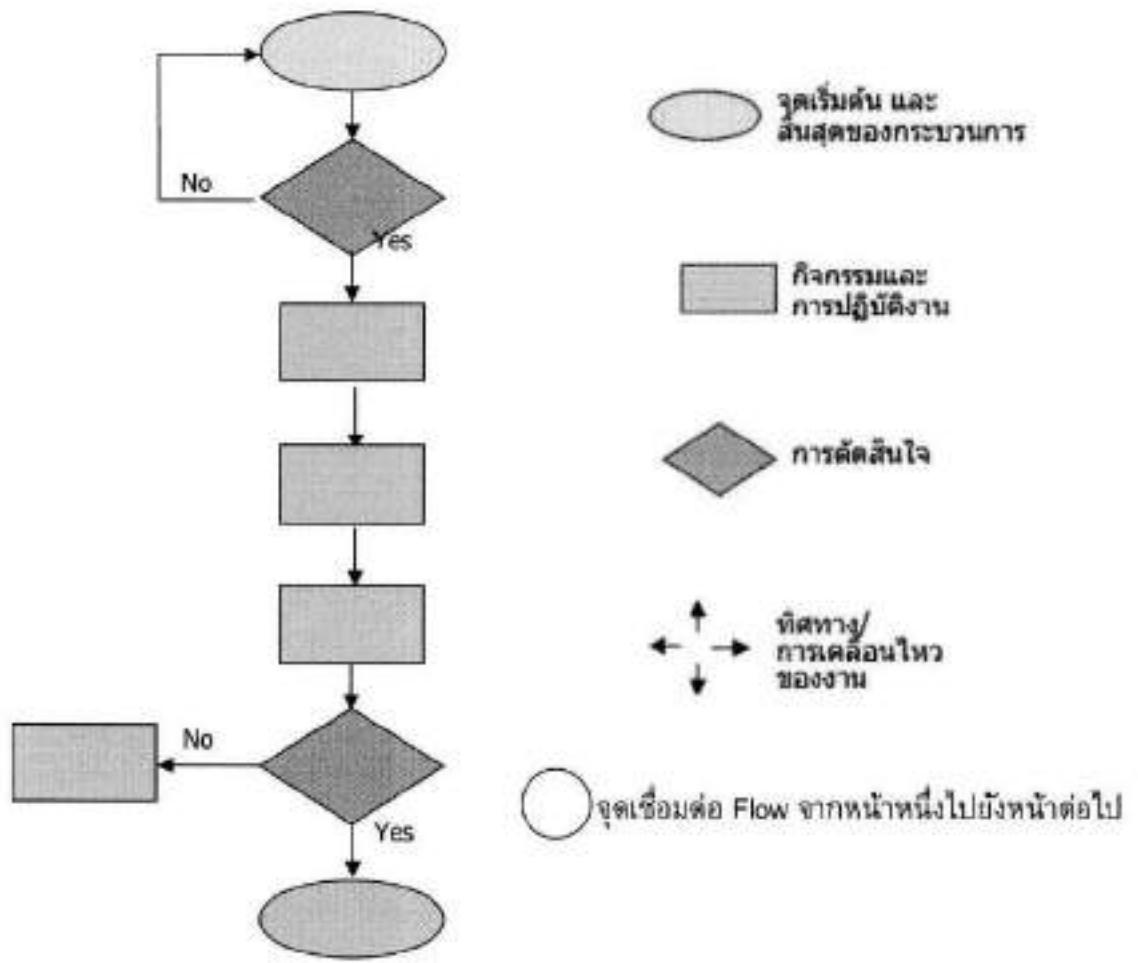 No
Yes
No
Yes
จุดเริ่มต้น และ
สิ้นสุดของกระบวนการ
กิจกรรมและ
การปฏิบัติงาน
การตัดสินใจ
ทิศทาง/
การเคลื่อนไหว
ของงาน
จุดเชื่อมต่อ Flow จากหน้าหนึ่งไปยังหน้าต่อไป